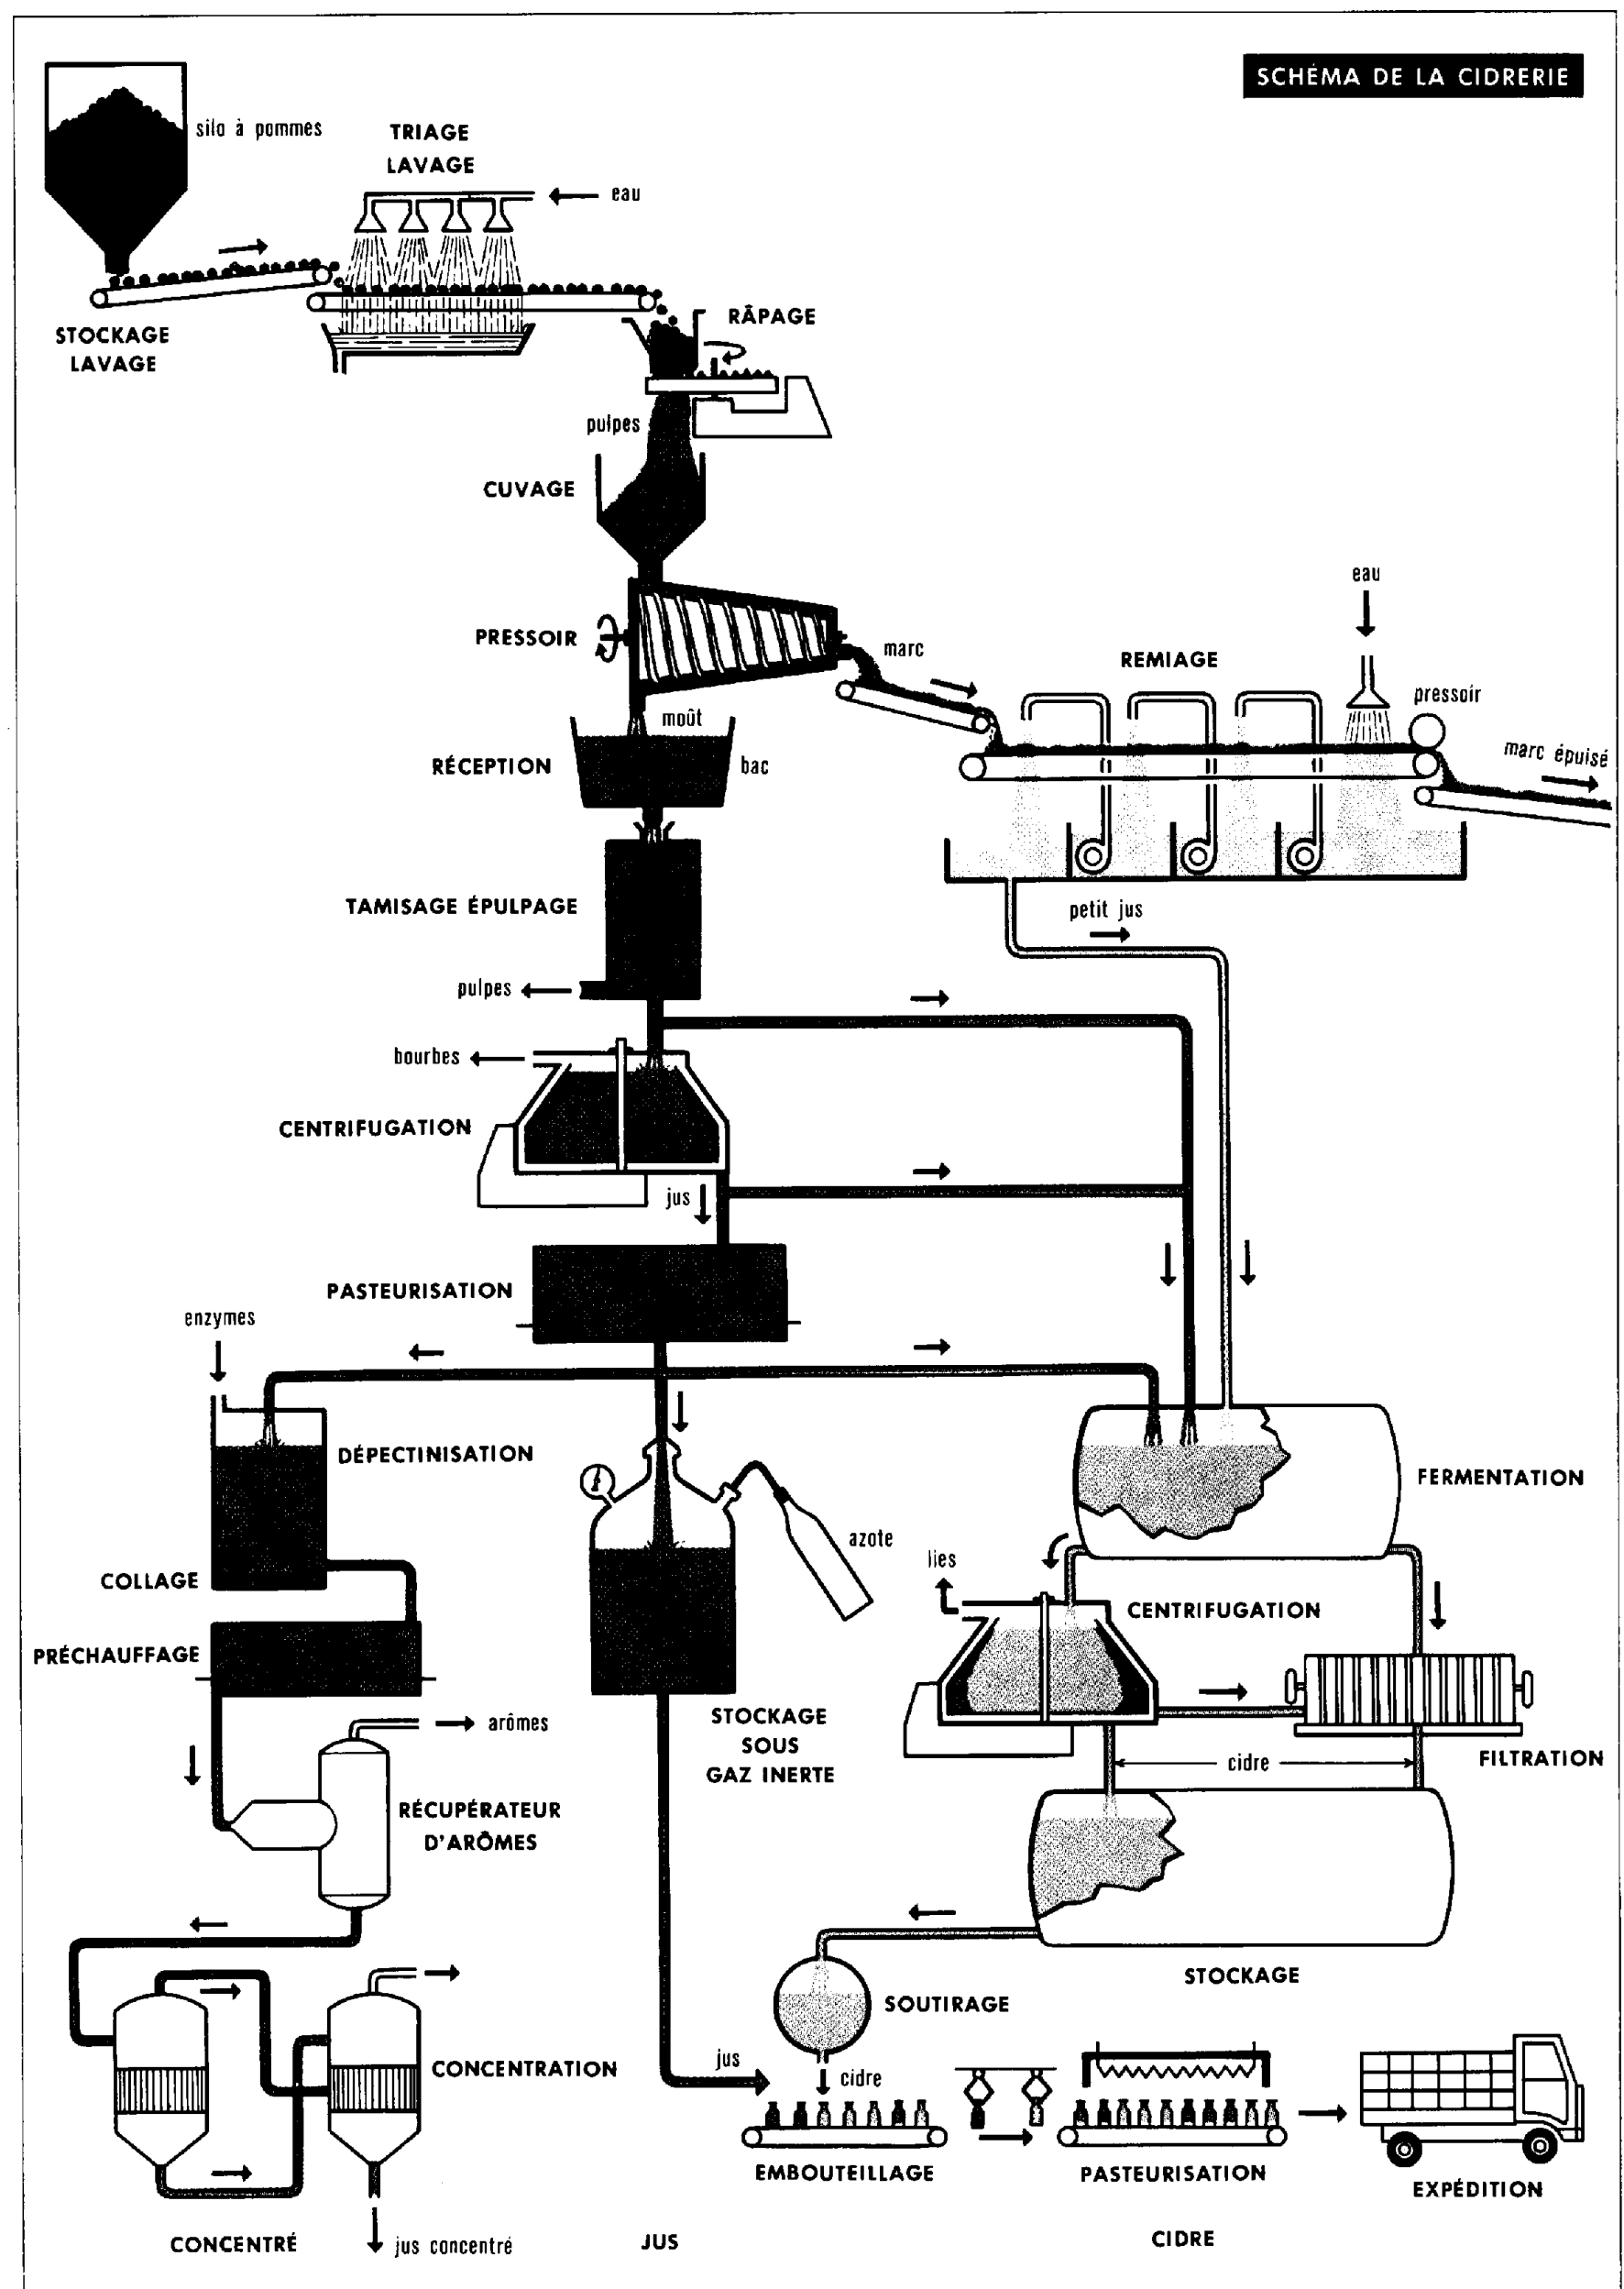 SCHÉMA DE LA CIDRERIE
silo à pommes
TRIAGE
LAVAGE
eau
STOCKAGE
LAVAGE
RÂPAGE
pulpes
CUVAGE
eau
PRESSOIR
marc
REMIAGE
pressoir
marc épuisé
moût
RÉCEPTION
bac
TAMISAGE ÉPULPAGE
petit jus
pulpes
bourbes
CENTRIFUGATION
jus
PASTEURISATION
enzymes
DÉPECTINISATION
FERMENTATION
azote
lies
COLLAGE
CENTRIFUGATION
PRÉCHAUFFAGE
STOCKAGE
SOUS
GAZ INERTE
arômes
cidre
FILTRATION
RÉCUPÉRATEUR
D'ARÔMES
STOCKAGE
SOUTIRAGE
CONCENTRATION
jus
cidre
EMBOUTEILLAGE
PASTEURISATION
EXPÉDITION
CONCENTRÉ
jus concentré
JUS
CIDRE